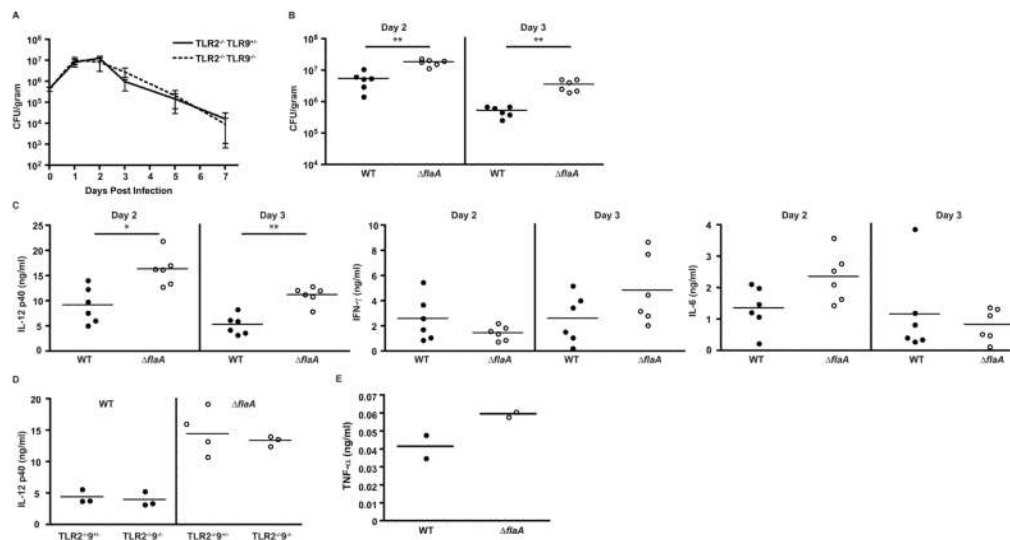 A
TLR2-/-TLR9+/-
TLR2-/-TLR9-/-
CFU/gram
10⁸
10⁷
10⁶
10⁵
10⁴
10³
10²
0 1 2 3 4 5 6 7
Days Post Infection
B
Day 2 Day 3
** **
CFU/gram
10⁸
10⁷
10⁶
10⁵
10⁴
WT ΔflaA WT ΔflaA
C
Day 2 Day 3
* **
IL-12 p40 (ng/ml)
25
20
15
10
5
0
WT ΔflaA WT ΔflaA
Day 2 Day 3
IFN-γ (ng/ml)
10
8
6
4
2
0
WT ΔflaA WT ΔflaA
Day 2 Day 3
IL-6 (ng/ml)
4
3
2
1
0
WT ΔflaA WT ΔflaA
D
WT ΔflaA
IL-12 p40 (ng/ml)
20
15
10
5
0
TLR2-/-9+/- TLR2-/-9-/- TLR2-/-9+/- TLR2-/-9-/-
E
TNF-α (ng/ml)
0.07
0.06
0.05
0.04
0.03
0.02
0.01
0
WT ΔflaA